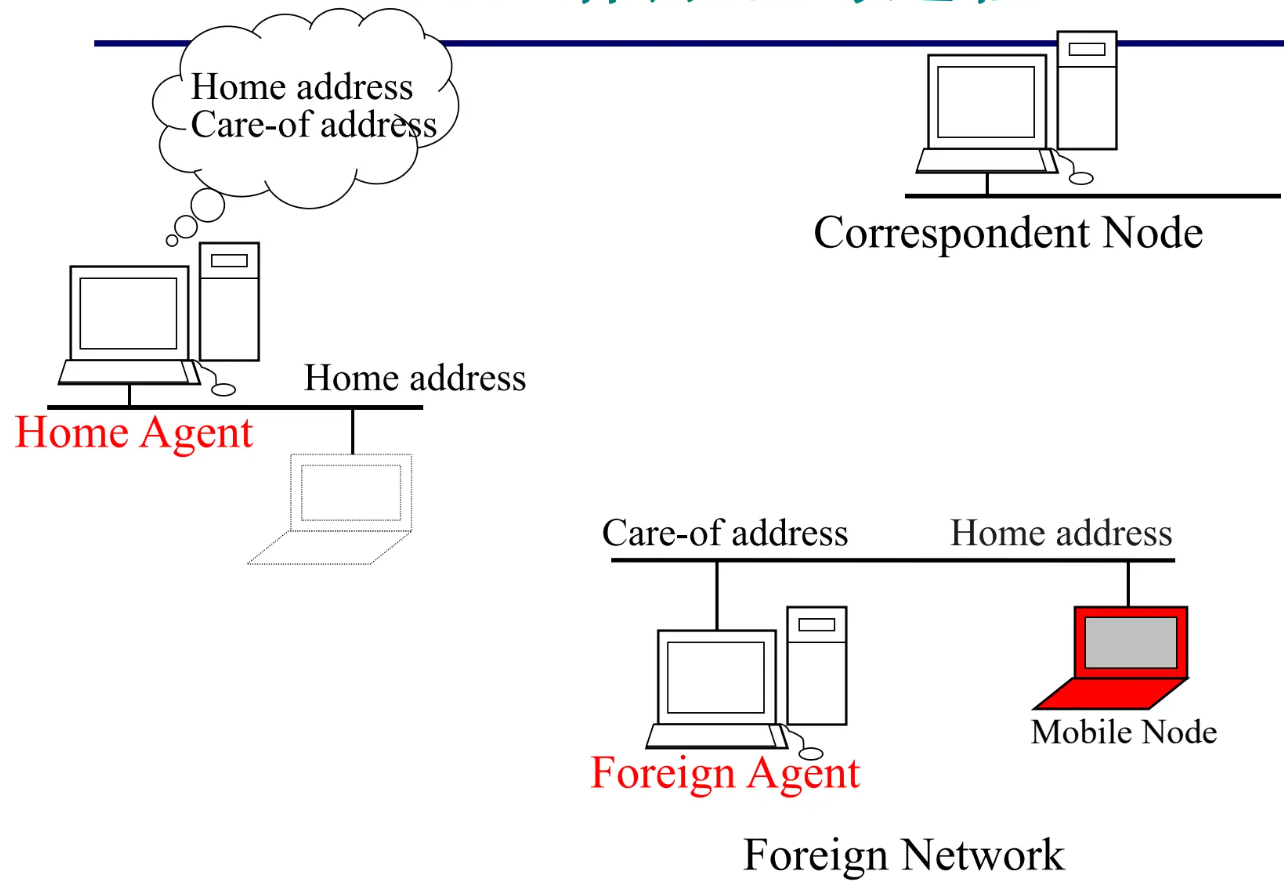 Home address
Care-of address
Correspondent Node
Home address
Home Agent
Care-of address
Home address
Mobile Node
Foreign Agent
Foreign Network